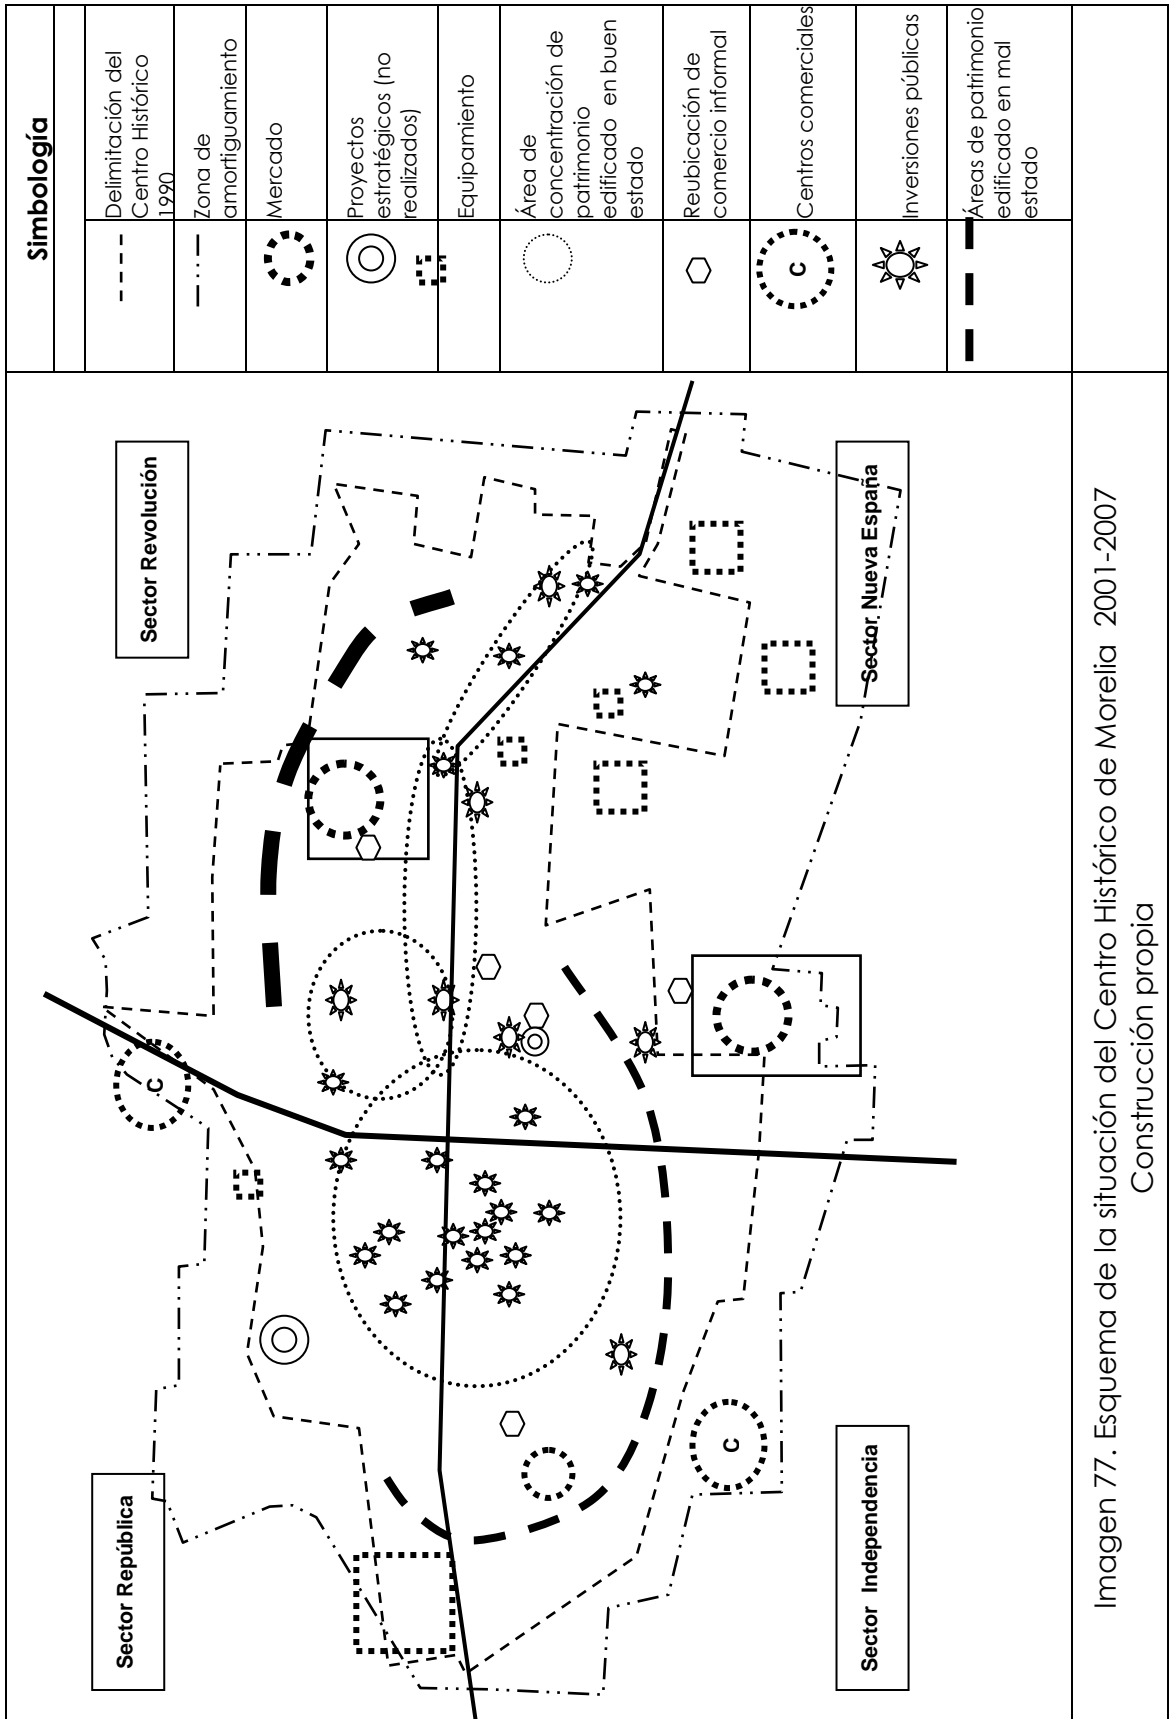 Simbología
Delimitación del
Centro Histórico
1990
Zona de
amortiguamiento
Mercado
Proyectos
estratégicos (no
realizados)
Equipamiento
Área de
concentración de
patrimonio
edificado en buen
estado
Reubicación de
comercio informal
C
Centros comerciales
Inversiones públicas
Áreas de patrimonio
edificado en mal
estado
Sector República
Sector Revolución
C
Sector Independencia
C
Sector Nueva España
Imagen 77. Esquema de la situación del Centro Histórico de Morelia 2001-2007
Construcción propia